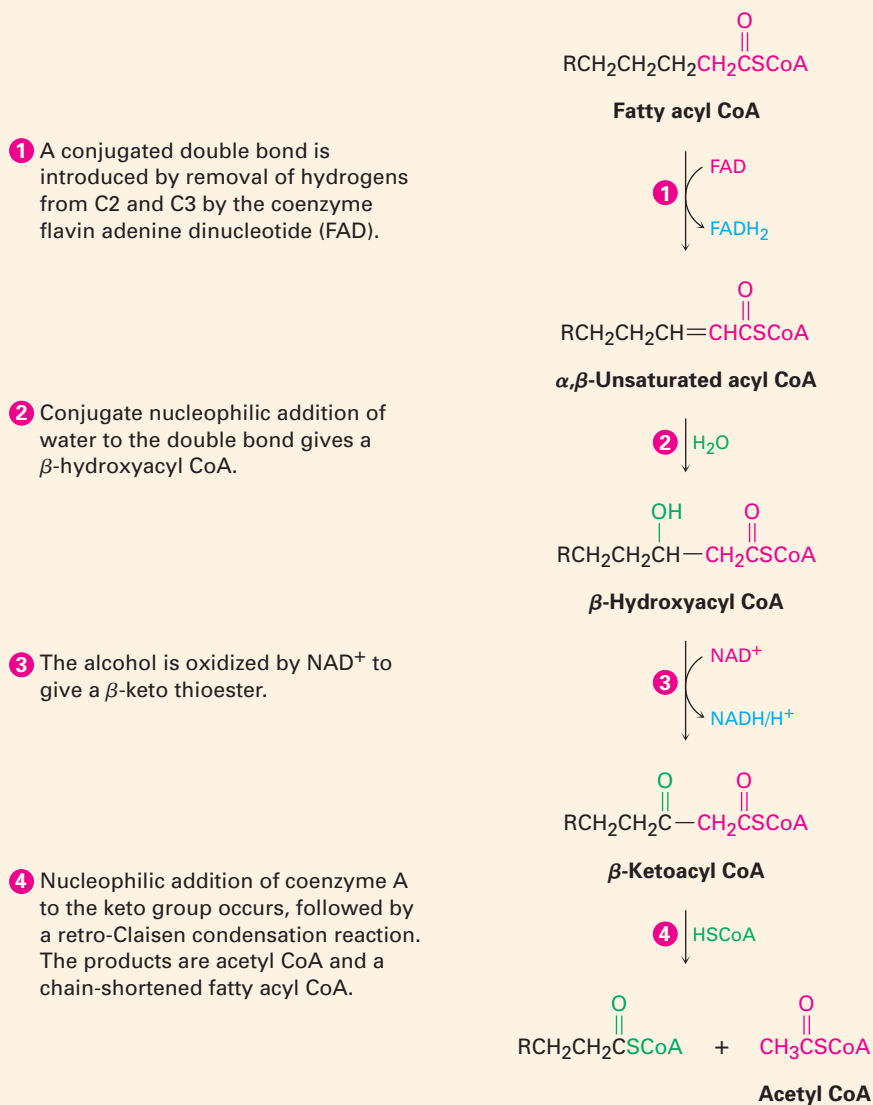 O
||
RCH₂CH₂CH₂CH₂CSCoA
Fatty acyl CoA
1 A conjugated double bond is
introduced by removal of hydrogens
from C2 and C3 by the coenzyme
flavin adenine dinucleotide (FAD).
FAD
1
FADH₂
O
||
RCH₂CH₂CH=CHCSCoA
α,β-Unsaturated acyl CoA
2 Conjugate nucleophilic addition of
water to the double bond gives a
β-hydroxyacyl CoA.
2 H₂O
OH O
| ||
RCH₂CH₂CH—CH₂CSCoA
β-Hydroxyacyl CoA
3 The alcohol is oxidized by NAD⁺ to
give a β-keto thioester.
NAD⁺
3
NADH/H⁺
O O
|| ||
RCH₂CH₂C—CH₂CSCoA
β-Ketoacyl CoA
4 Nucleophilic addition of coenzyme A
to the keto group occurs, followed by
a retro-Claisen condensation reaction.
The products are acetyl CoA and a
chain-shortened fatty acyl CoA.
4 HSCoA
O O
|| ||
RCH₂CH₂CSCoA + CH₃CSCoA
Acetyl CoA